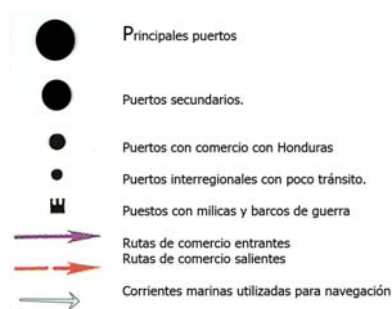 Principales puertos
Puertos secundarios.
Puertos con comercio con Honduras
Puertos interregionales con poco tránsito.
Puestos con milicas y barcos de guerra
Rutas de comercio entrantes
Rutas de comercio salientes
Corrientes marinas utilizadas para navegación